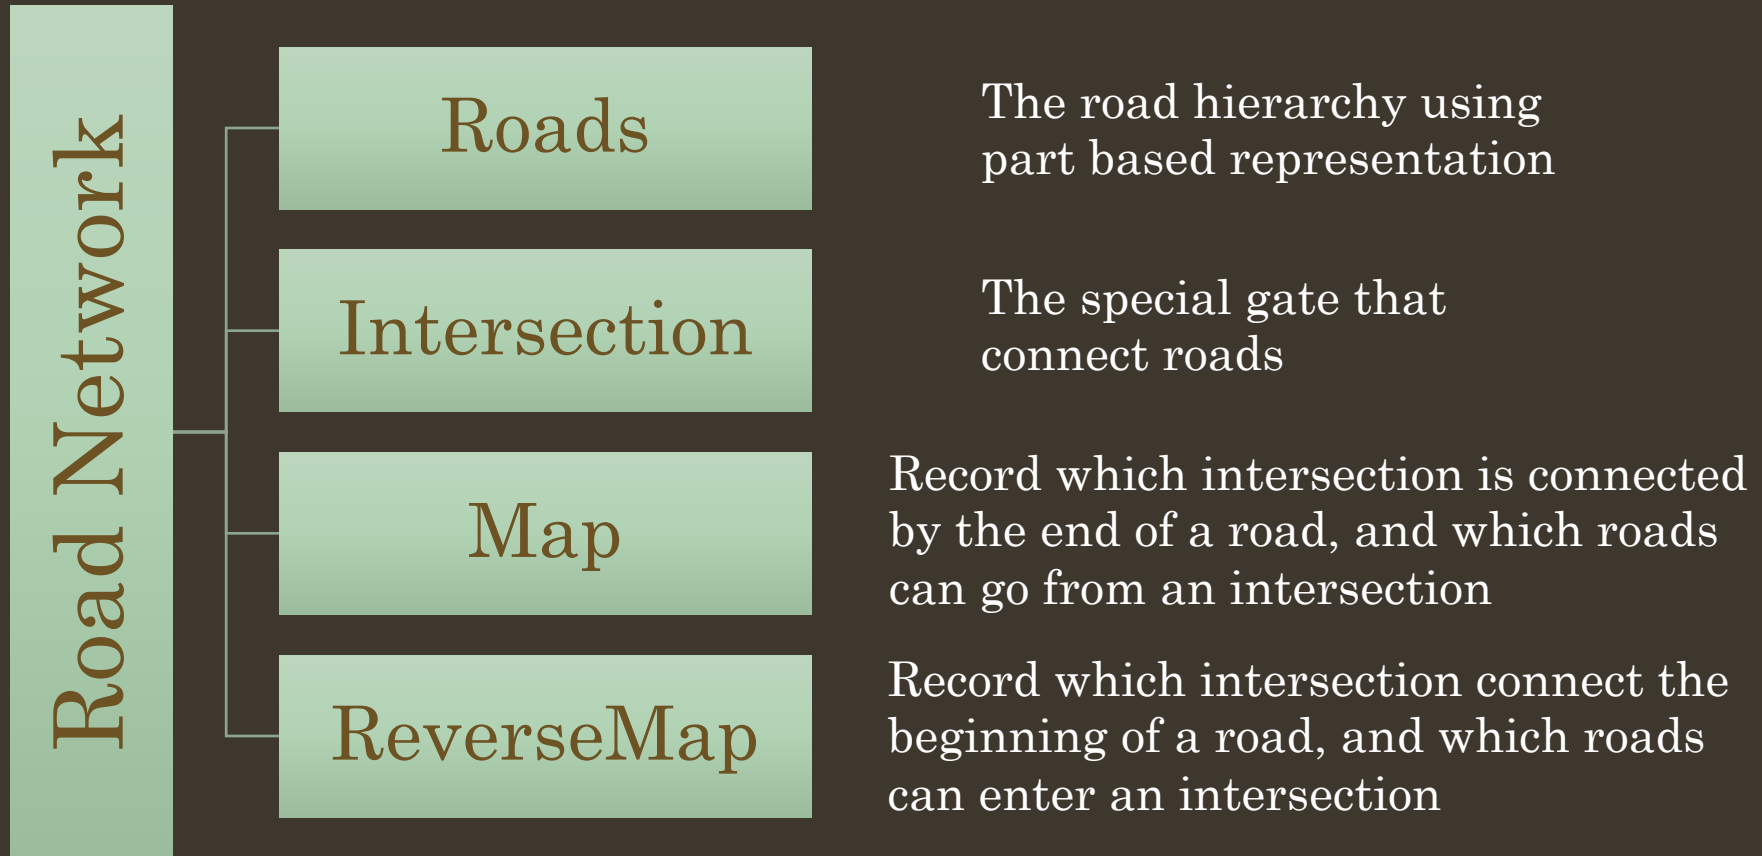 Road Network
Roads
The road hierarchy using
part based representation
Intersection
The special gate that
connect roads
Map
Record which intersection is connected
by the end of a road, and which roads
can go from an intersection
ReverseMap
Record which intersection connect the
beginning of a road, and which roads
can enter an intersection